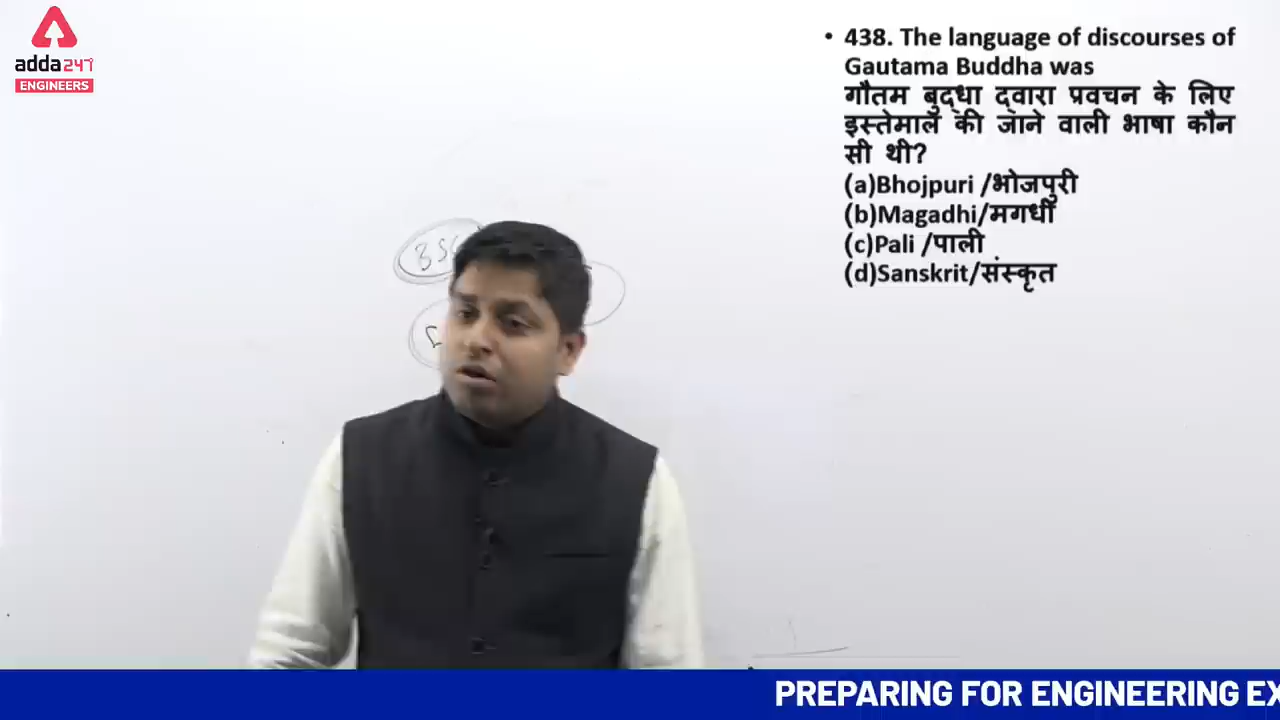 adda247
ENGINEERS
• 438. The language of discourses of
Gautama Buddha was
गौतम बुद्धा द्वारा प्रवचन के लिए
इस्तेमाल की जाने वाली भाषा कौन
सी थी?
(a)Bhojpuri /भोजपुरी
(b)Magadhi/मगधी
(c)Pali /पाली
(d)Sanskrit/संस्कृत
PREPARING FOR ENGINEERING EX